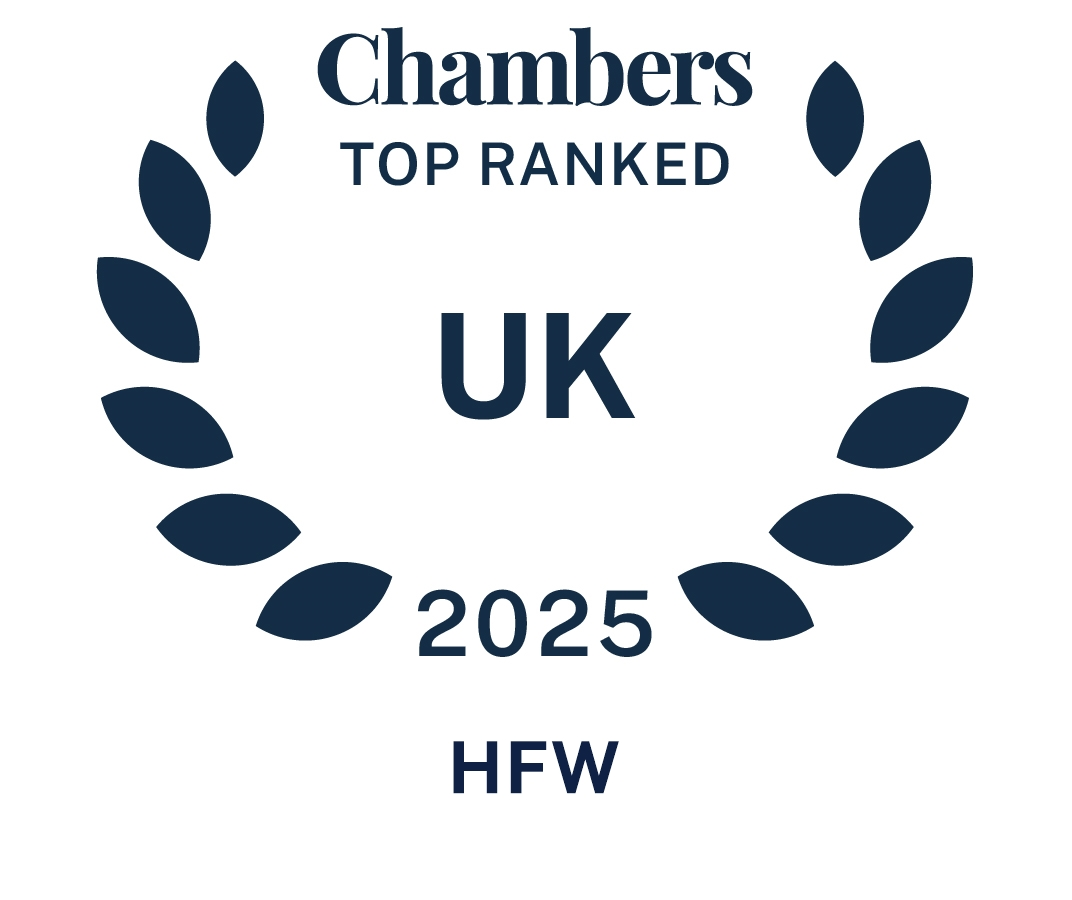 Chambers
TOP RANKED
UK
2025
HFW